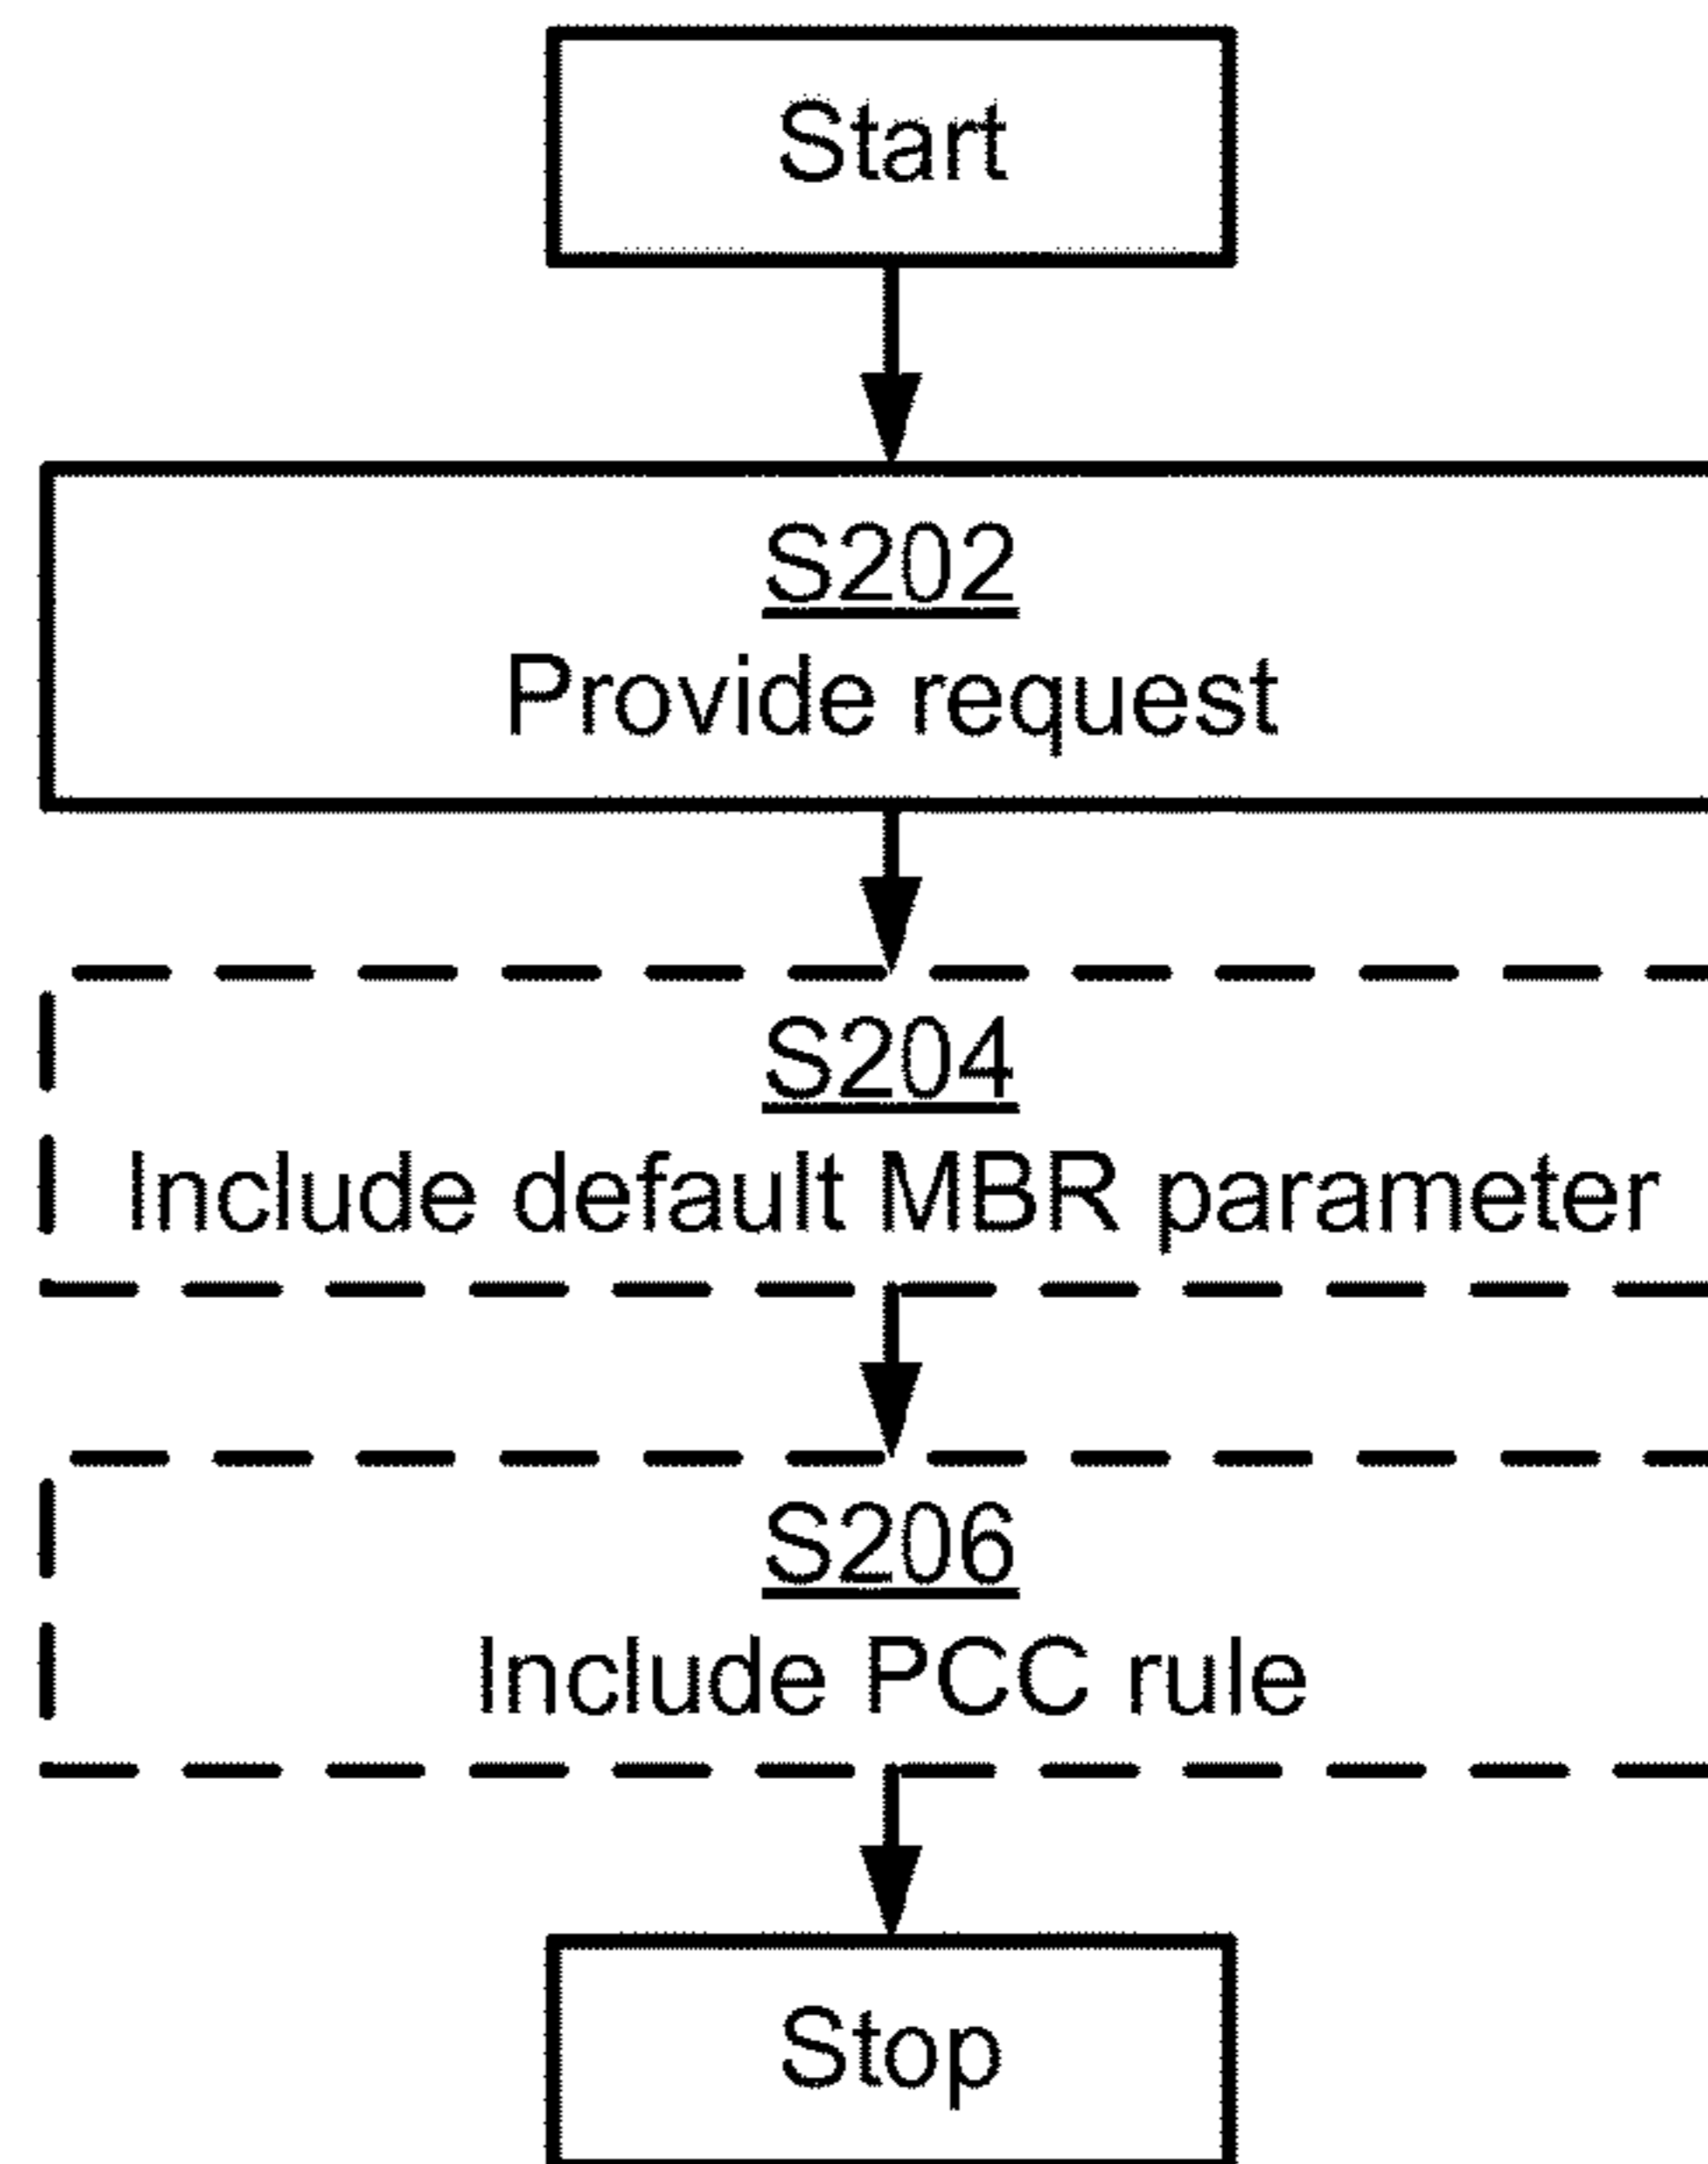 Start
S202
Provide request
S204
Include default MBR parameter
S206
Include PCC rule
Stop